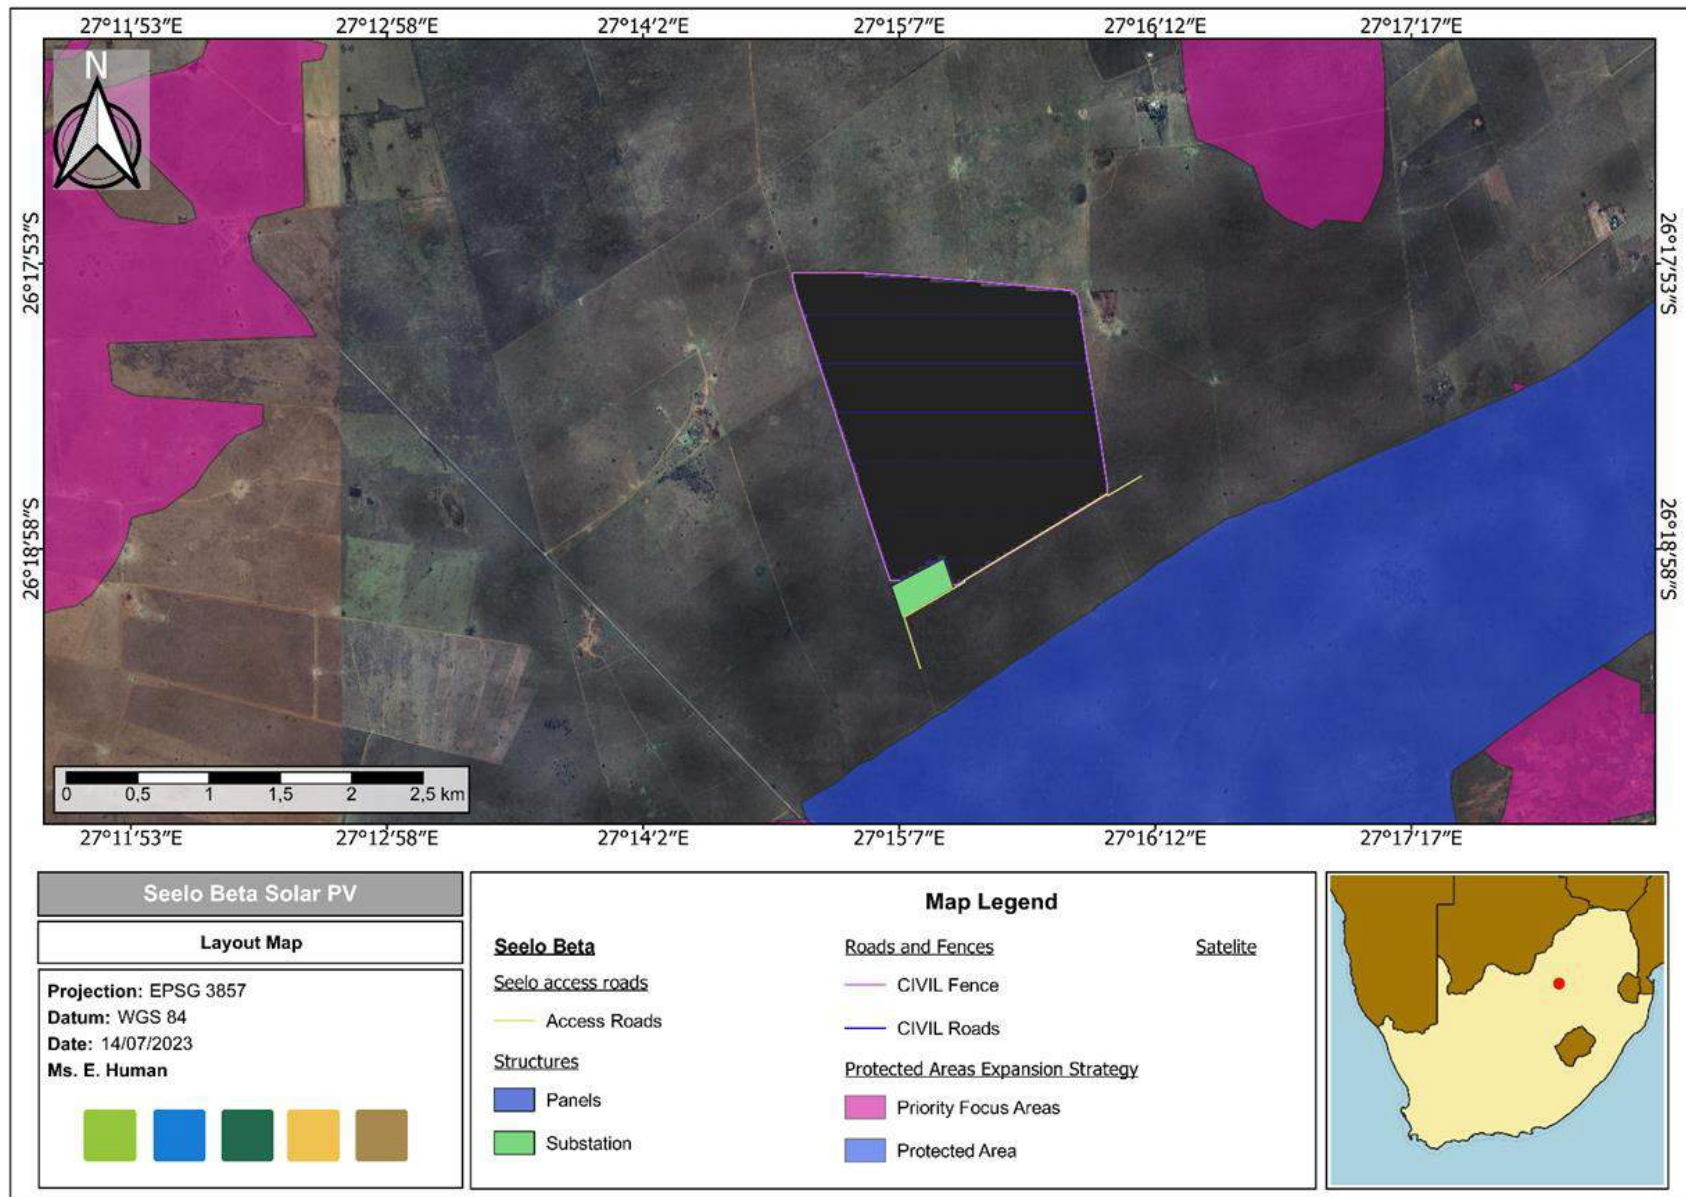 27°11'53"E 27°12'58"E 27°14'2"E 27°15'7"E 27°16'12"E 27°17'17"E
N
26°17'53"S
26°17'53"S
26°18'58"S
26°18'58"S
0 0,5 1 1,5 2 2,5 km
27°11'53"E 27°12'58"E 27°14'2"E 27°15'7"E 27°16'12"E 27°17'17"E
Seelo Beta Solar PV
Layout Map
Projection: EPSG 3857
Datum: WGS 84
Date: 14/07/2023
Ms. E. Human
Map Legend
Seelo Beta
Seelo access roads
Access Roads
Structures
Panels
Substation
Roads and Fences
CIVIL Fence
CIVIL Roads
Protected Areas Expansion Strategy
Priority Focus Areas
Protected Area
Satelite